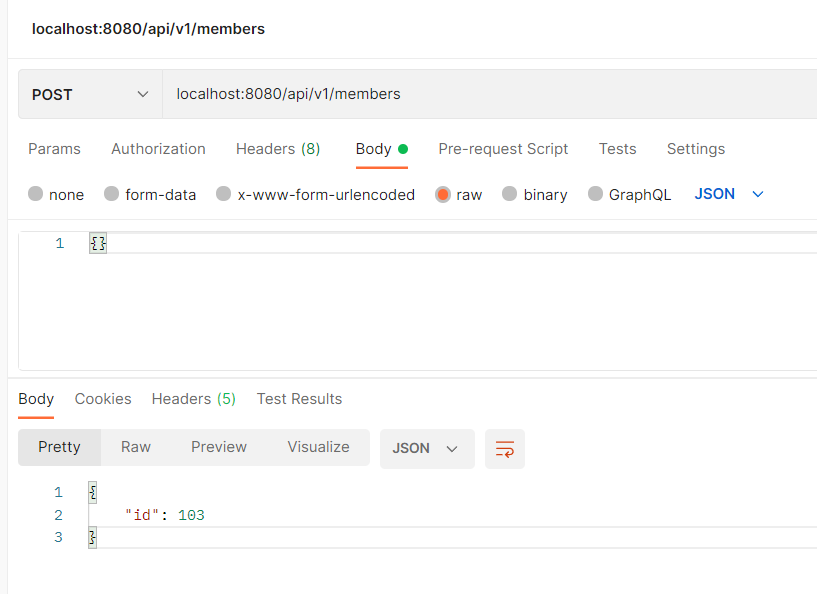 localhost:8080/api/v1/members
POST localhost:8080/api/v1/members
Params Authorization Headers (8) Body Pre-request Script Tests Settings
none form-data x-www-form-urlencoded raw binary GraphQL JSON
1 {}
Body Cookies Headers (5) Test Results
Pretty Raw Preview Visualize JSON
1 {
2 "id": 103
3 }